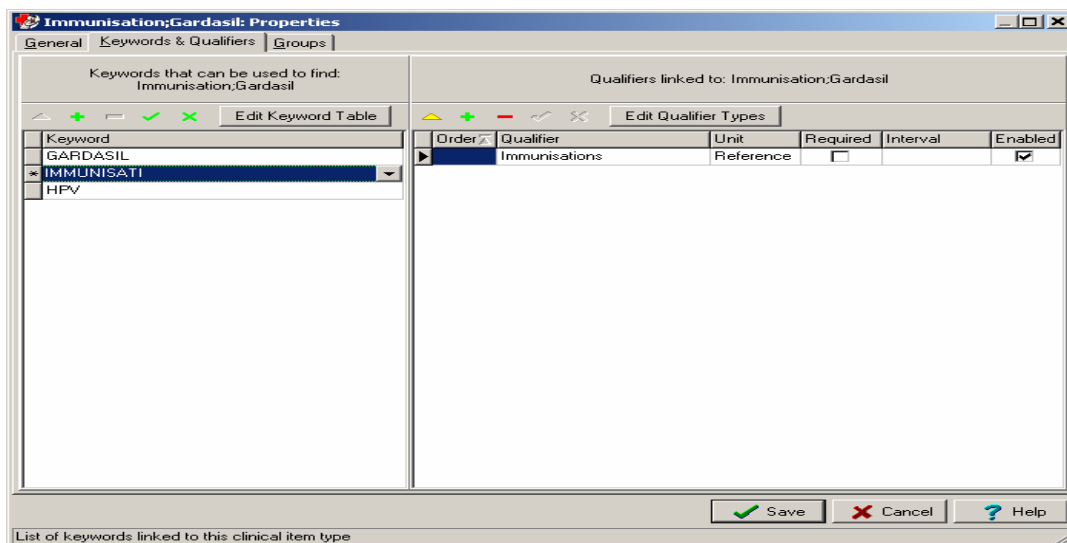 Immunisation;Gardasil: Properties
General Keywords & Qualifiers Groups
Keywords that can be used to find:
Immunisation;Gardasil
Qualifiers linked to: Immunisation;Gardasil
Edit Keyword Table
Edit Qualifier Types
Keyword
GARDASIL
IMMUNISATI
HPV
Order Qualifier Unit Required Interval Enabled
Immunisations Reference
Save Cancel Help
List of keywords linked to this clinical item type